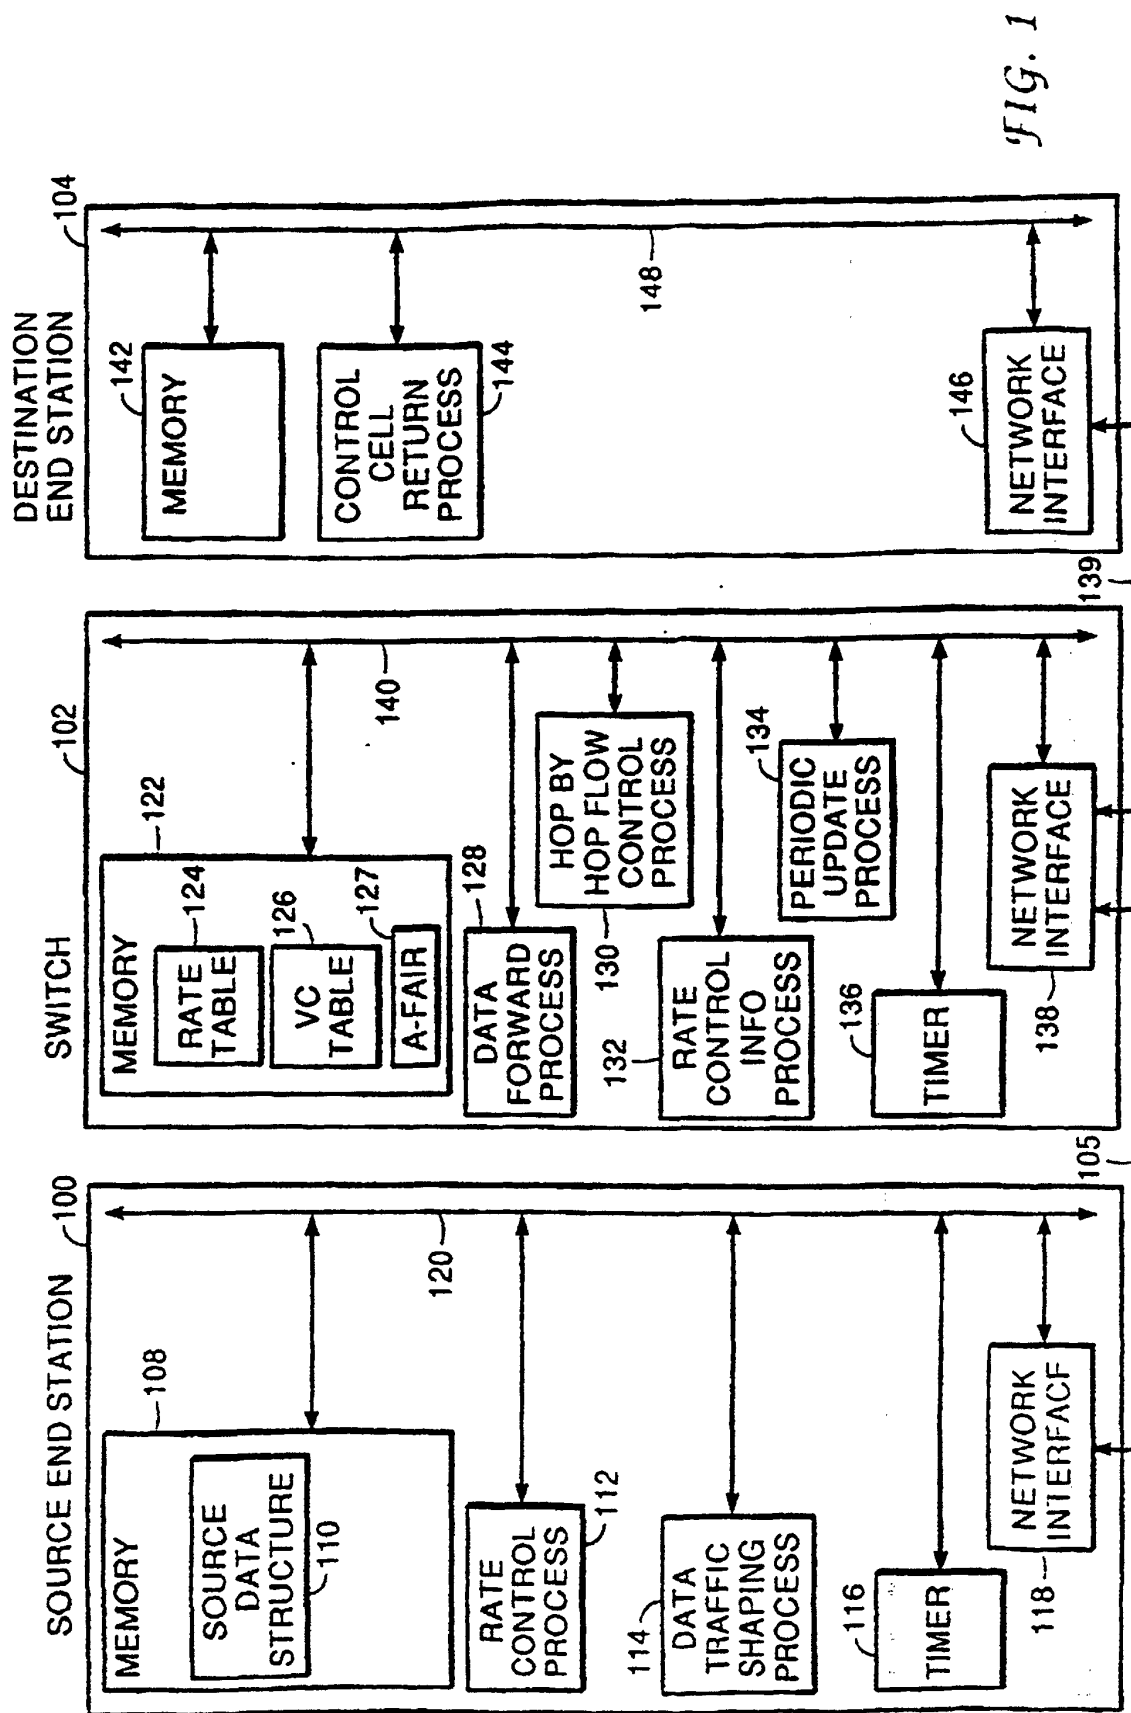 SOURCE END STATION
100
MEMORY
108
SOURCE
DATA
STRUCTURE
110
120
RATE
CONTROL
PROCESS
112
114
DATA
TRAFFIC
SHAPING
PROCESS
116
TIMER
NETWORK
INTERFACF
118
105
SWITCH
102
MEMORY
122
RATE
TABLE
124
VC
TABLE
126
A-FAIR
127
140
DATA
FORWARD
PROCESS
128
HOP BY
HOP FLOW
CONTROL
PROCESS
130
RATE
CONTROL
INFO
PROCESS
132
PERIODIC
UPDATE
PROCESS
134
136
TIMER
NETWORK
INTERFACE
138
139
DESTINATION
END STATION
104
142
MEMORY
CONTROL
CELL
RETURN
PROCESS
144
148
146
NETWORK
INTERFACE
FIG. 1